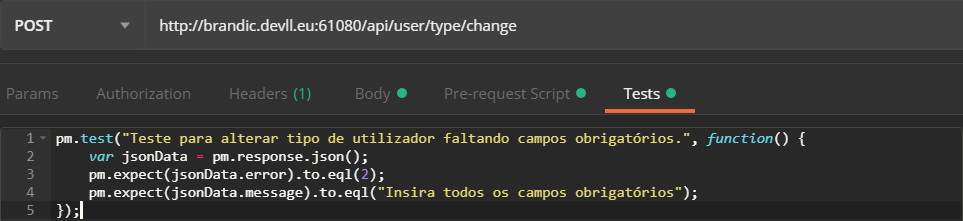 POST http://brandic.devll.eu:61080/api/user/type/change
Params Authorization Headers (1) Body Pre-request Script Tests
1 pm.test("Teste para alterar tipo de utilizador faltando campos obrigatórios.", function() {
2 var jsonData = pm.response.json();
3 pm.expect(jsonData.error).to.eql(2);
4 pm.expect(jsonData.message).to.eql("Insira todos os campos obrigatórios");
5 });